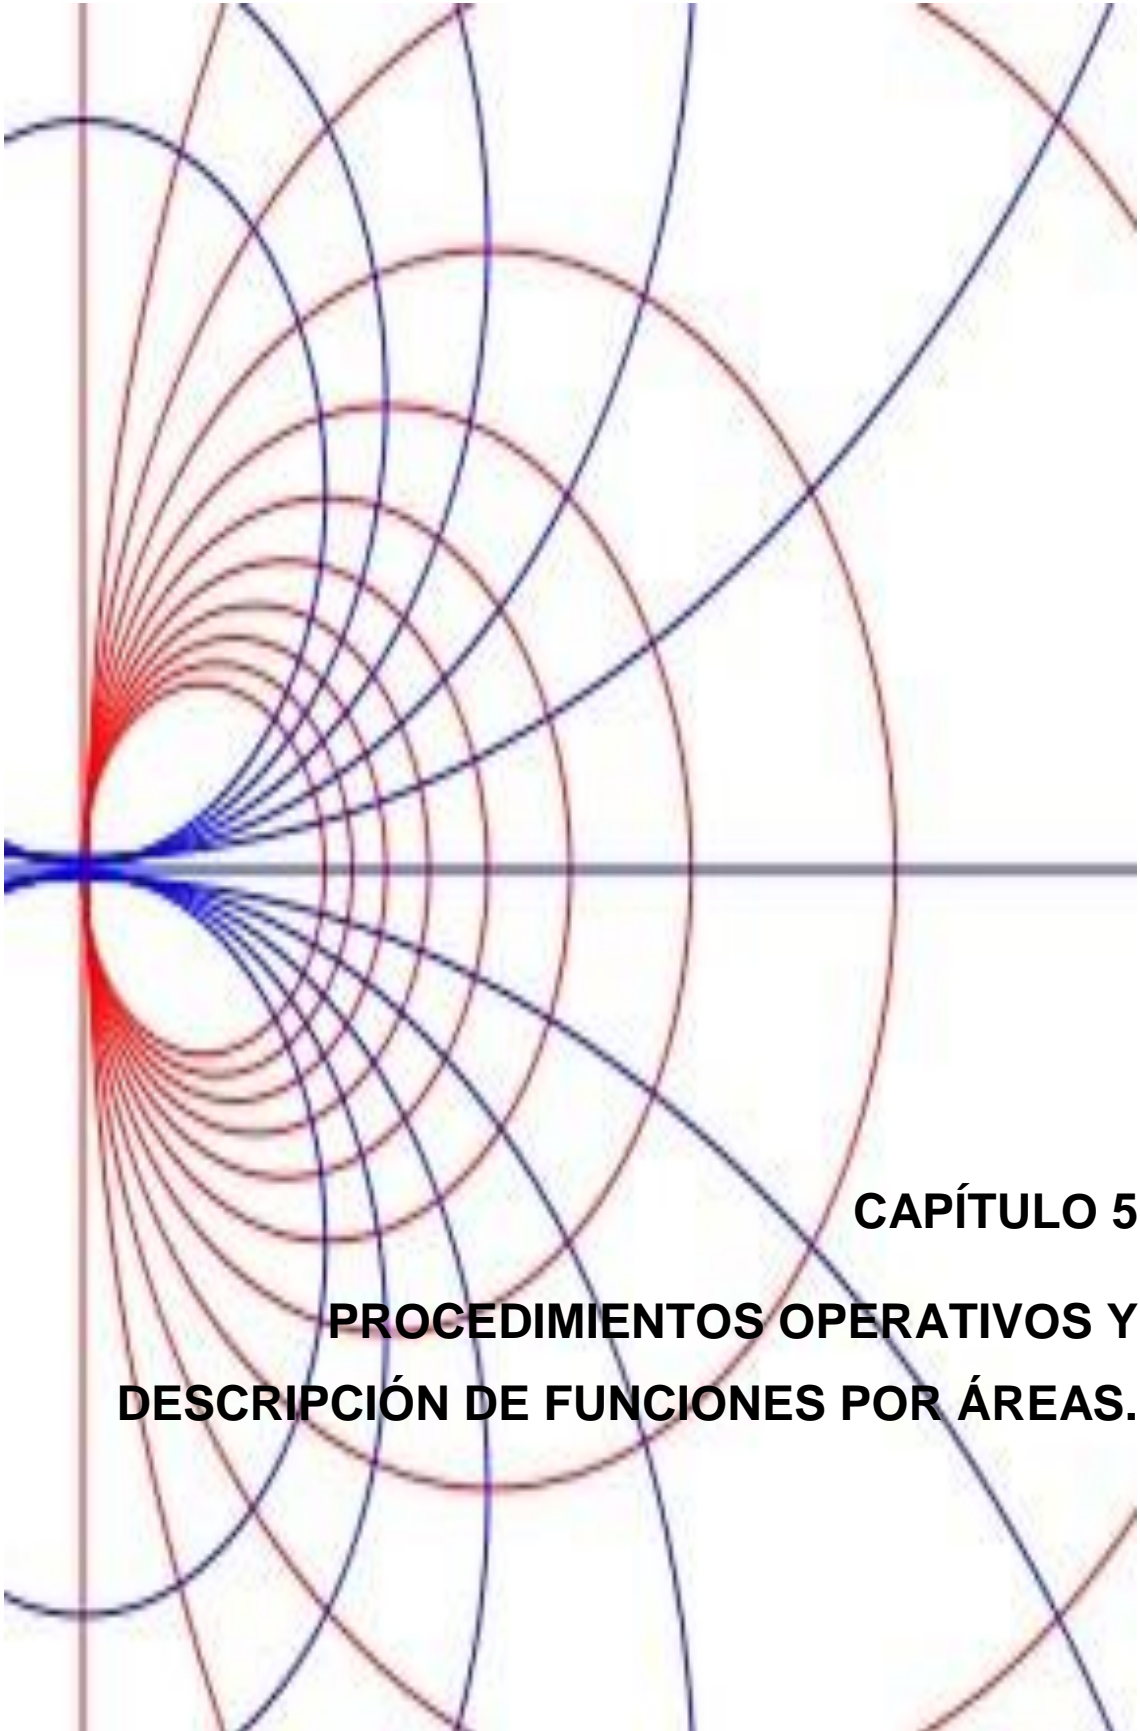 CAPÍTULO 5
PROCEDIMIENTOS OPERATIVOS Y
DESCRIPCIÓN DE FUNCIONES POR ÁREAS.